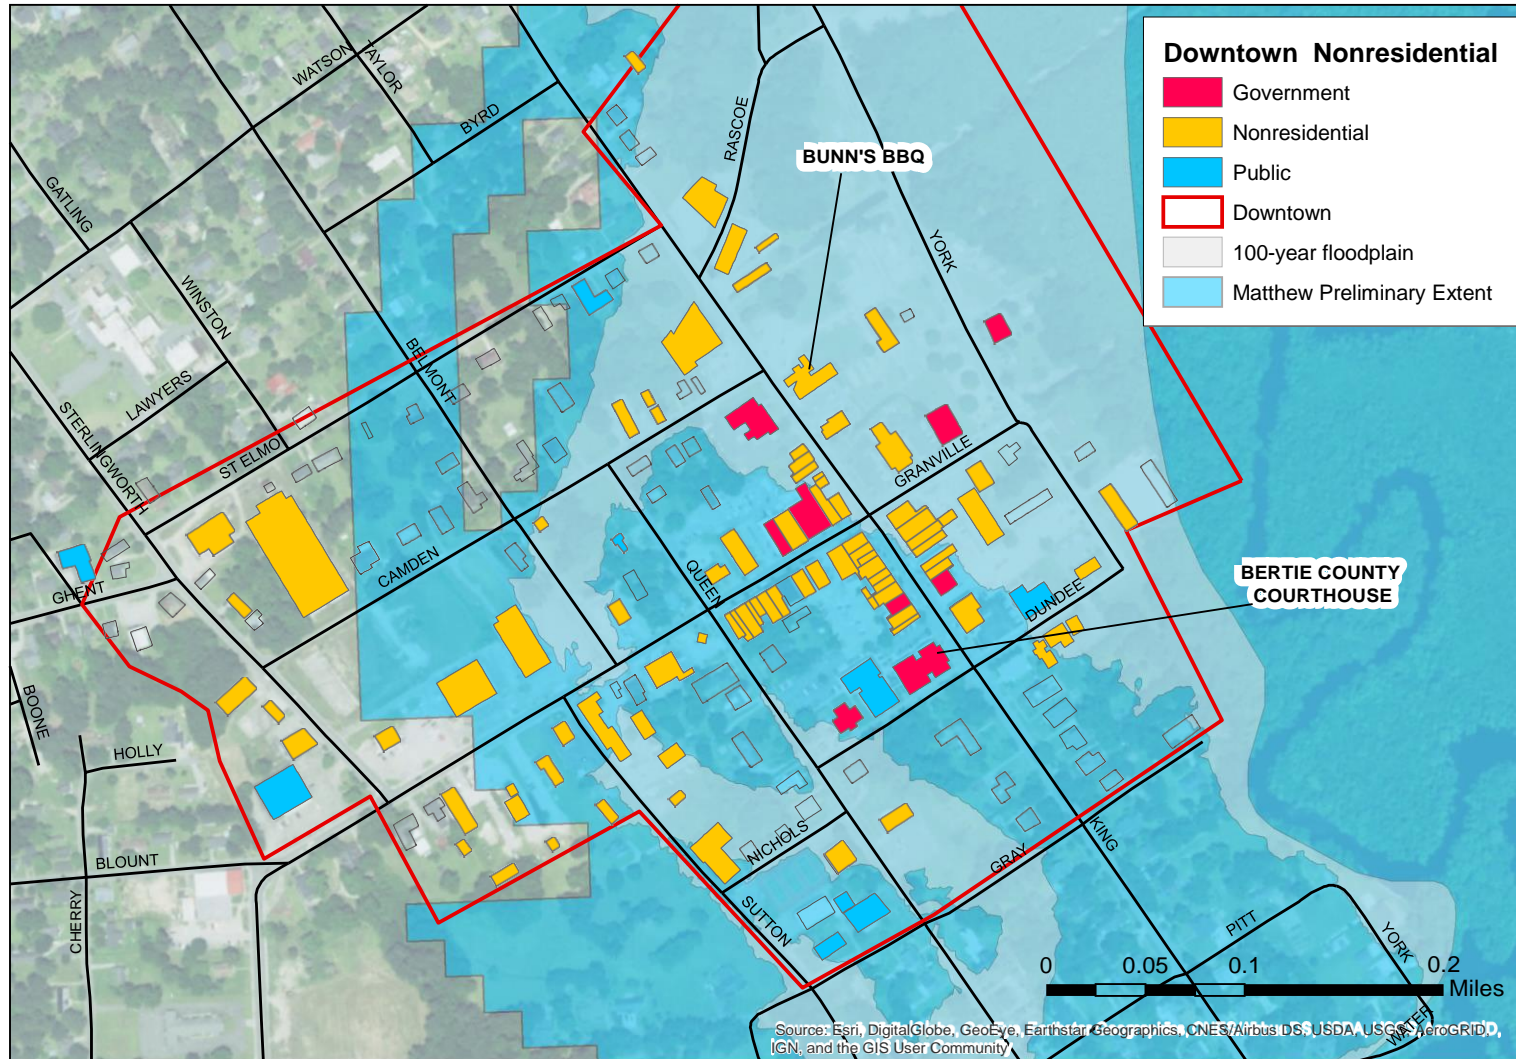 Downtown Nonresidential
Government
Nonresidential
Public
Downtown
100-year floodplain
Matthew Preliminary Extent
WATSON
TAYLOR
BYRD
RASCOE
BUNN'S BBQ
GATLING
YORK
WINSTON
BELMONT
LAWYERS
STERLINGWORTH
ST ELMO
GRANVILLE
CAMDEN
QUEEN
GHENT
DUNDEE
BERTIE COUNTY
COURTHOUSE
BOONE
HOLLY
BLOUNT
CHERRY
NICHOLS
GRAY
KING
SUTTON
PITT
YORK
WATER
0 0.05 0.1 0.2
Miles
Source: Esri, DigitalGlobe, GeoEye, Earthstar Geographics, CNES/Airbus DS, USDA, USGS, AeroGRID,
IGN, and the GIS User Community